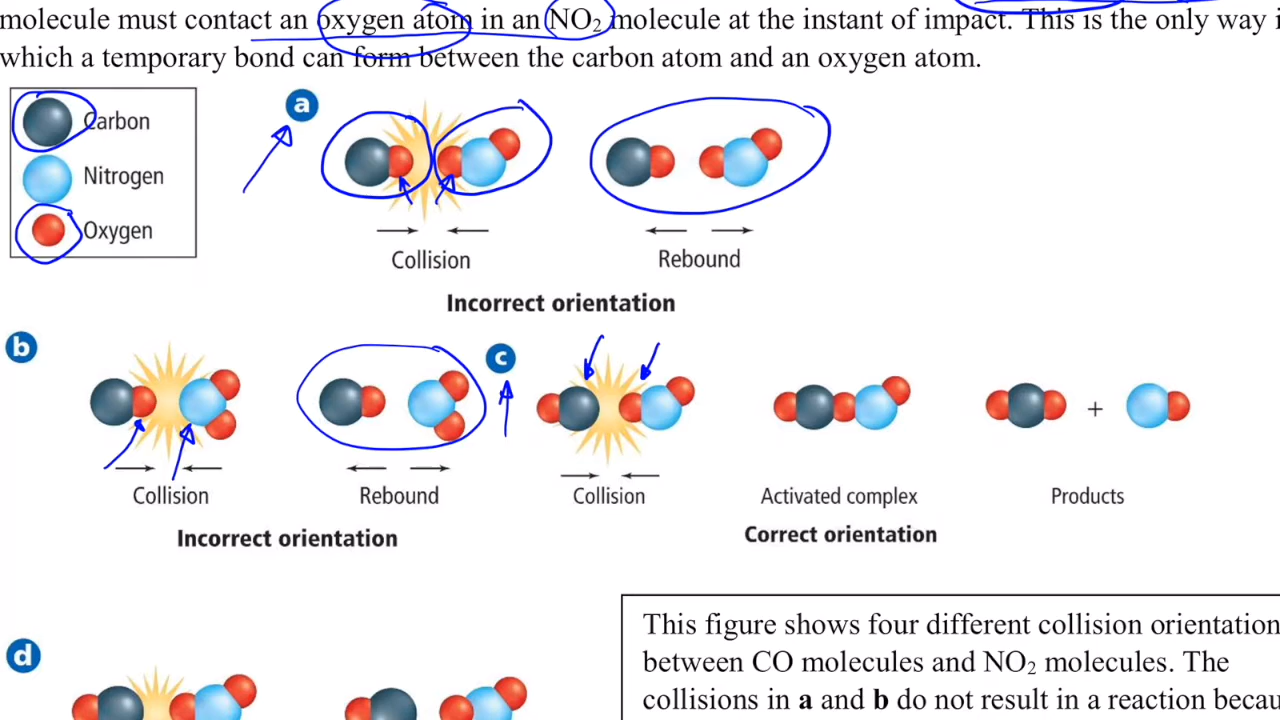 molecule must contact an oxygen atom in an NO₂ molecule at the instant of impact. This is the only way i
which a temporary bond can form between the carbon atom and an oxygen atom.
Carbon
Nitrogen
Oxygen
a
Collision
Rebound
Incorrect orientation
b
Collision
Rebound
Incorrect orientation
c
Collision
Activated complex
+
Products
Correct orientation
d
This figure shows four different collision orientation
between CO molecules and NO₂ molecules. The
collisions in a and b do not result in a reaction becau